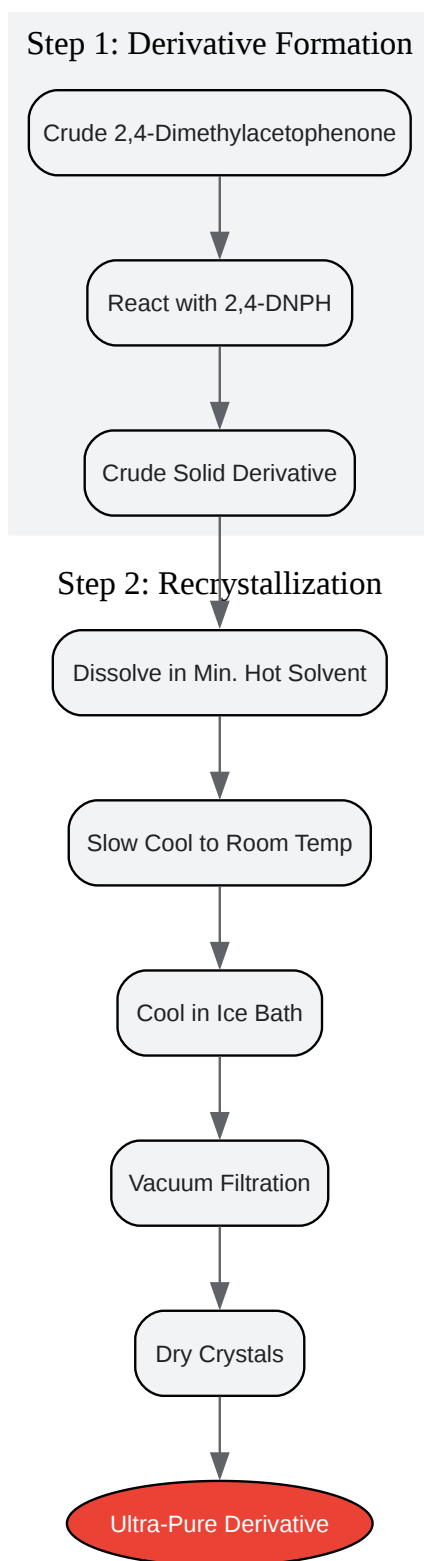 Step 1: Derivative Formation
Crude 2,4-Dimethylacetophenone
React with 2,4-DNPH
Crude Solid Derivative
Step 2: Recrystallization
Dissolve in Min. Hot Solvent
Slow Cool to Room Temp
Cool in Ice Bath
Vacuum Filtration
Dry Crystals
Ultra-Pure Derivative